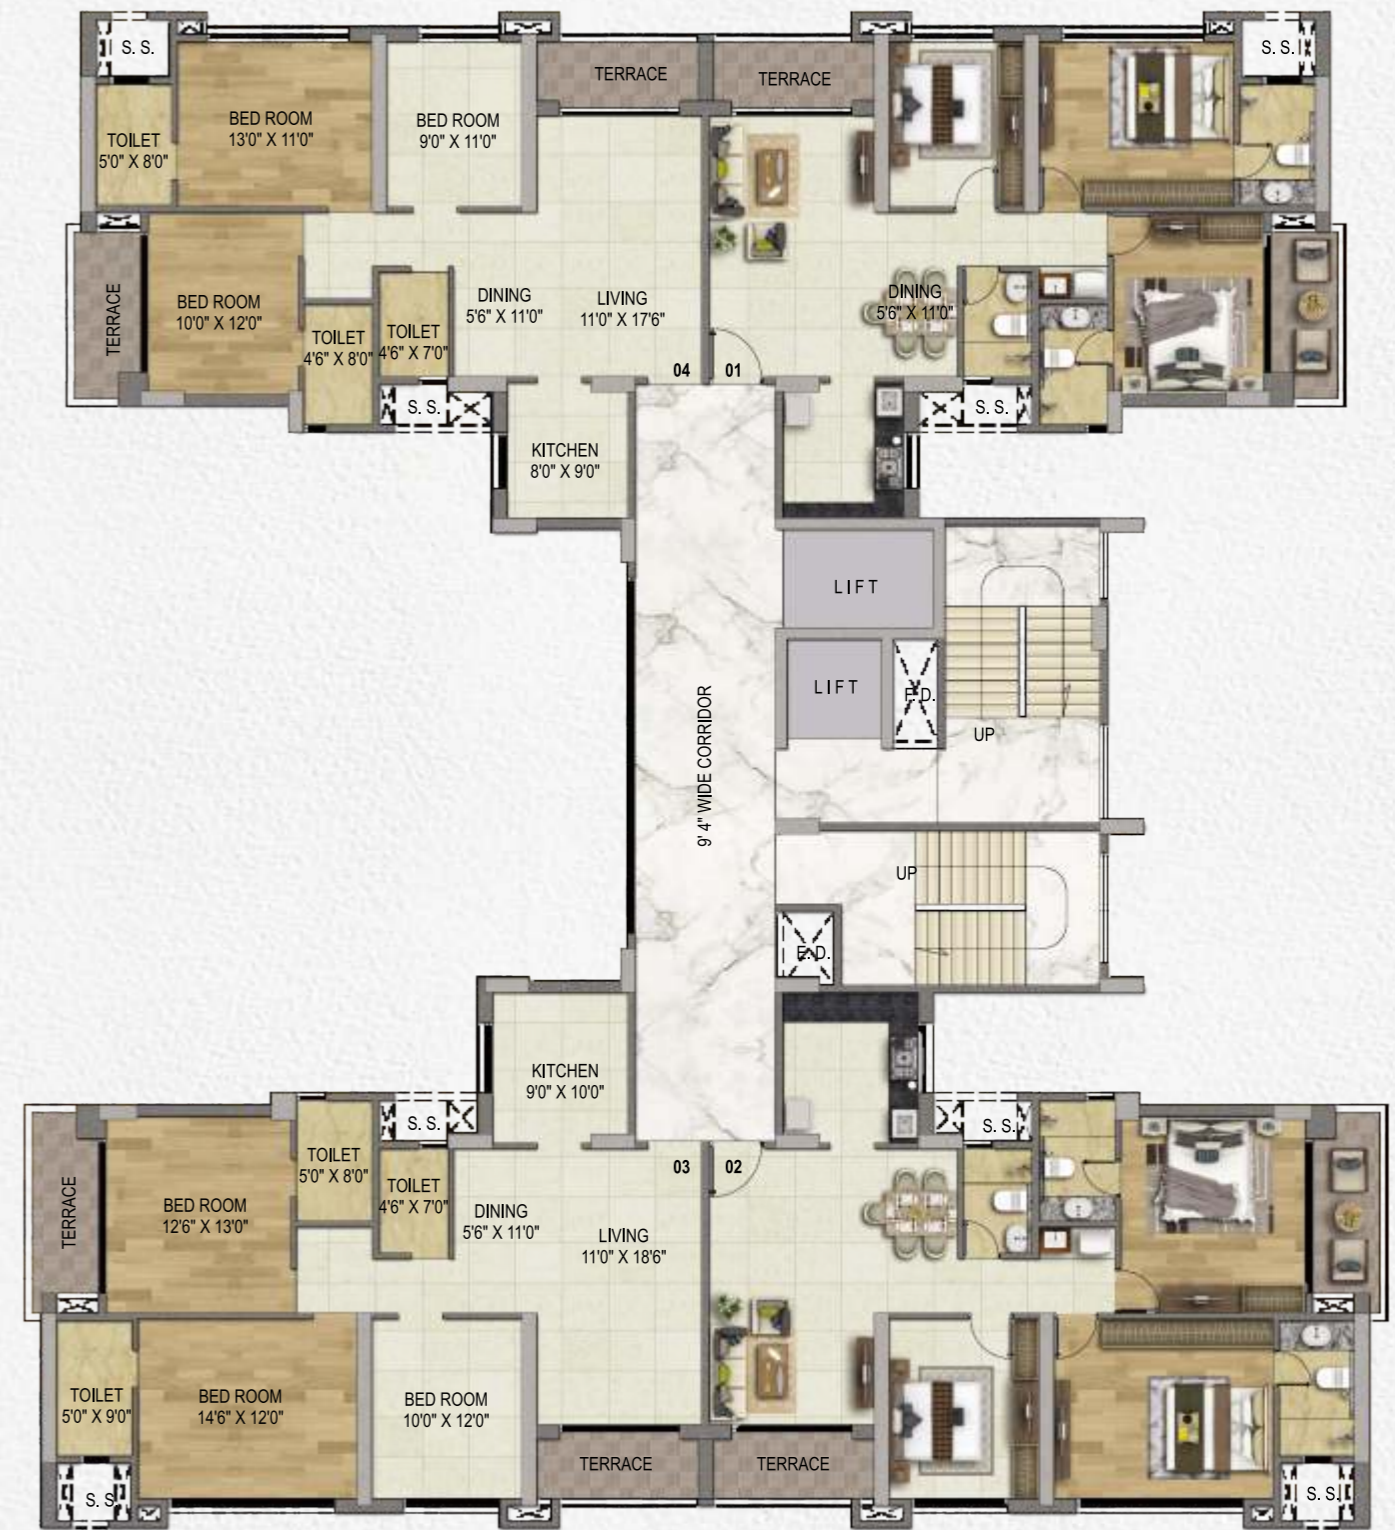 S. S.
S. S.
TERRACE
TERRACE
BED ROOM
13'0" X 11'0"
BED ROOM
9'0" X 11'0"
TOILET
5'0" X 8'0"
TERRACE
BED ROOM
10'0" X 12'0"
TOILET
4'6" X 8'0"
TOILET
4'6" X 7'0"
DINING
5'6" X 11'0"
LIVING
11'0" X 17'6"
DINING
5'6" X 11'0"
04
01
S. S.
S. S.
KITCHEN
8'0" X 9'0"
LIFT
LIFT
F. D.
UP
9' 4" WIDE CORRIDOR
UP
E. D.
KITCHEN
9'0" X 10'0"
S. S.
S. S.
TOILET
5'0" X 8'0"
TOILET
4'6" X 7'0"
03
02
TERRACE
BED ROOM
12'6" X 13'0"
DINING
5'6" X 11'0"
LIVING
11'0" X 18'6"
TOILET
5'0" X 9'0"
BED ROOM
14'6" X 12'0"
BED ROOM
10'0" X 12'0"
TERRACE
TERRACE
S. S.
S. S.